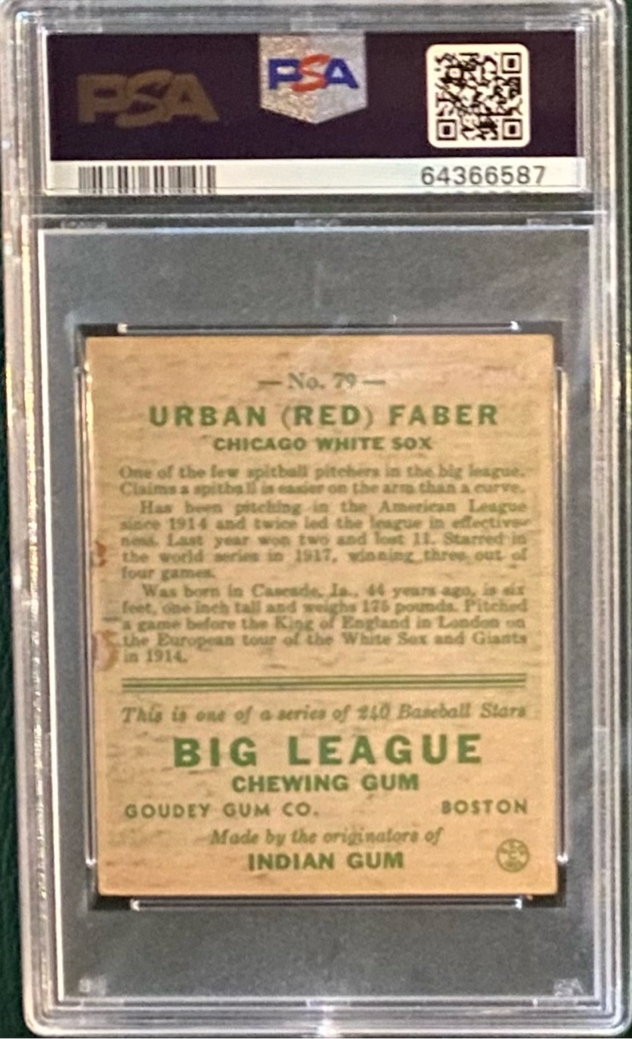 PSA PSA
64366587
— No. 79 —
URBAN (RED) FABER
CHICAGO WHITE SOX
One of the few spitball pitchers in the big league.
Claims a spitball is easier on the arm than a curve.
Has been pitching in the American League
since 1914 and twice led the league in effective-
ness. Last year won two and lost 11. Starred in
the world series in 1917, winning three out of
four games.
Was born in Cascade, Ia., 44 years ago, is six
feet, one inch tall and weighs 175 pounds. Pitched
a game before the King of England in London on
the European tour of the White Sox and Giants
in 1914.
This is one of a series of 240 Baseball Stars
BIG LEAGUE
CHEWING GUM
GOUDEY GUM CO. BOSTON
Made by the originators of
INDIAN GUM